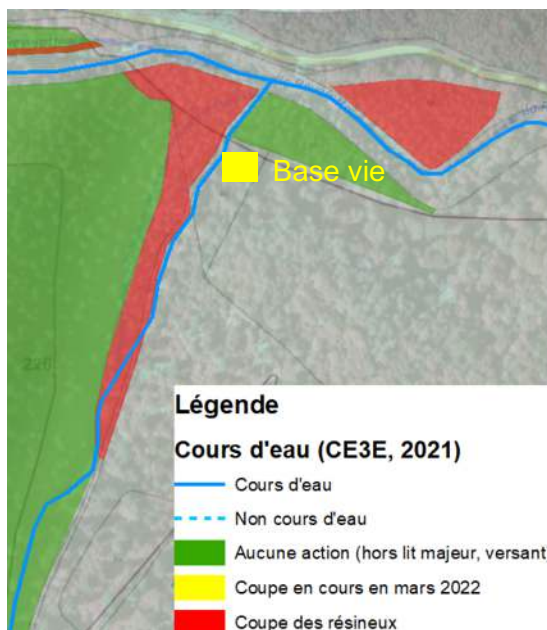 Base vie
226
Légende
Cours d'eau (CE3E, 2021)
Cours d'eau
Non cours d'eau
Aucune action (hors lit majeur, versant
Coupe en cours en mars 2022
Coupe des résineux